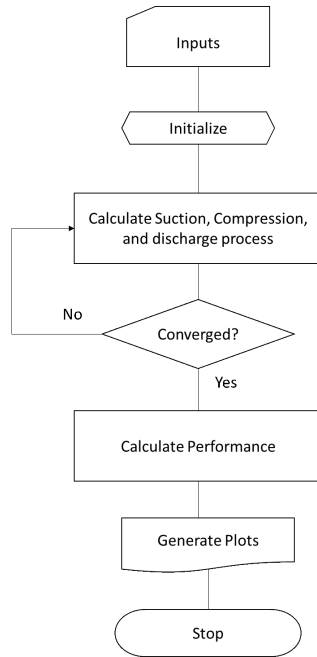 Inputs
Initialize
Calculate Suction, Compression,
and discharge process
No
Converged?
Yes
Calculate Performance
Generate Plots
Stop